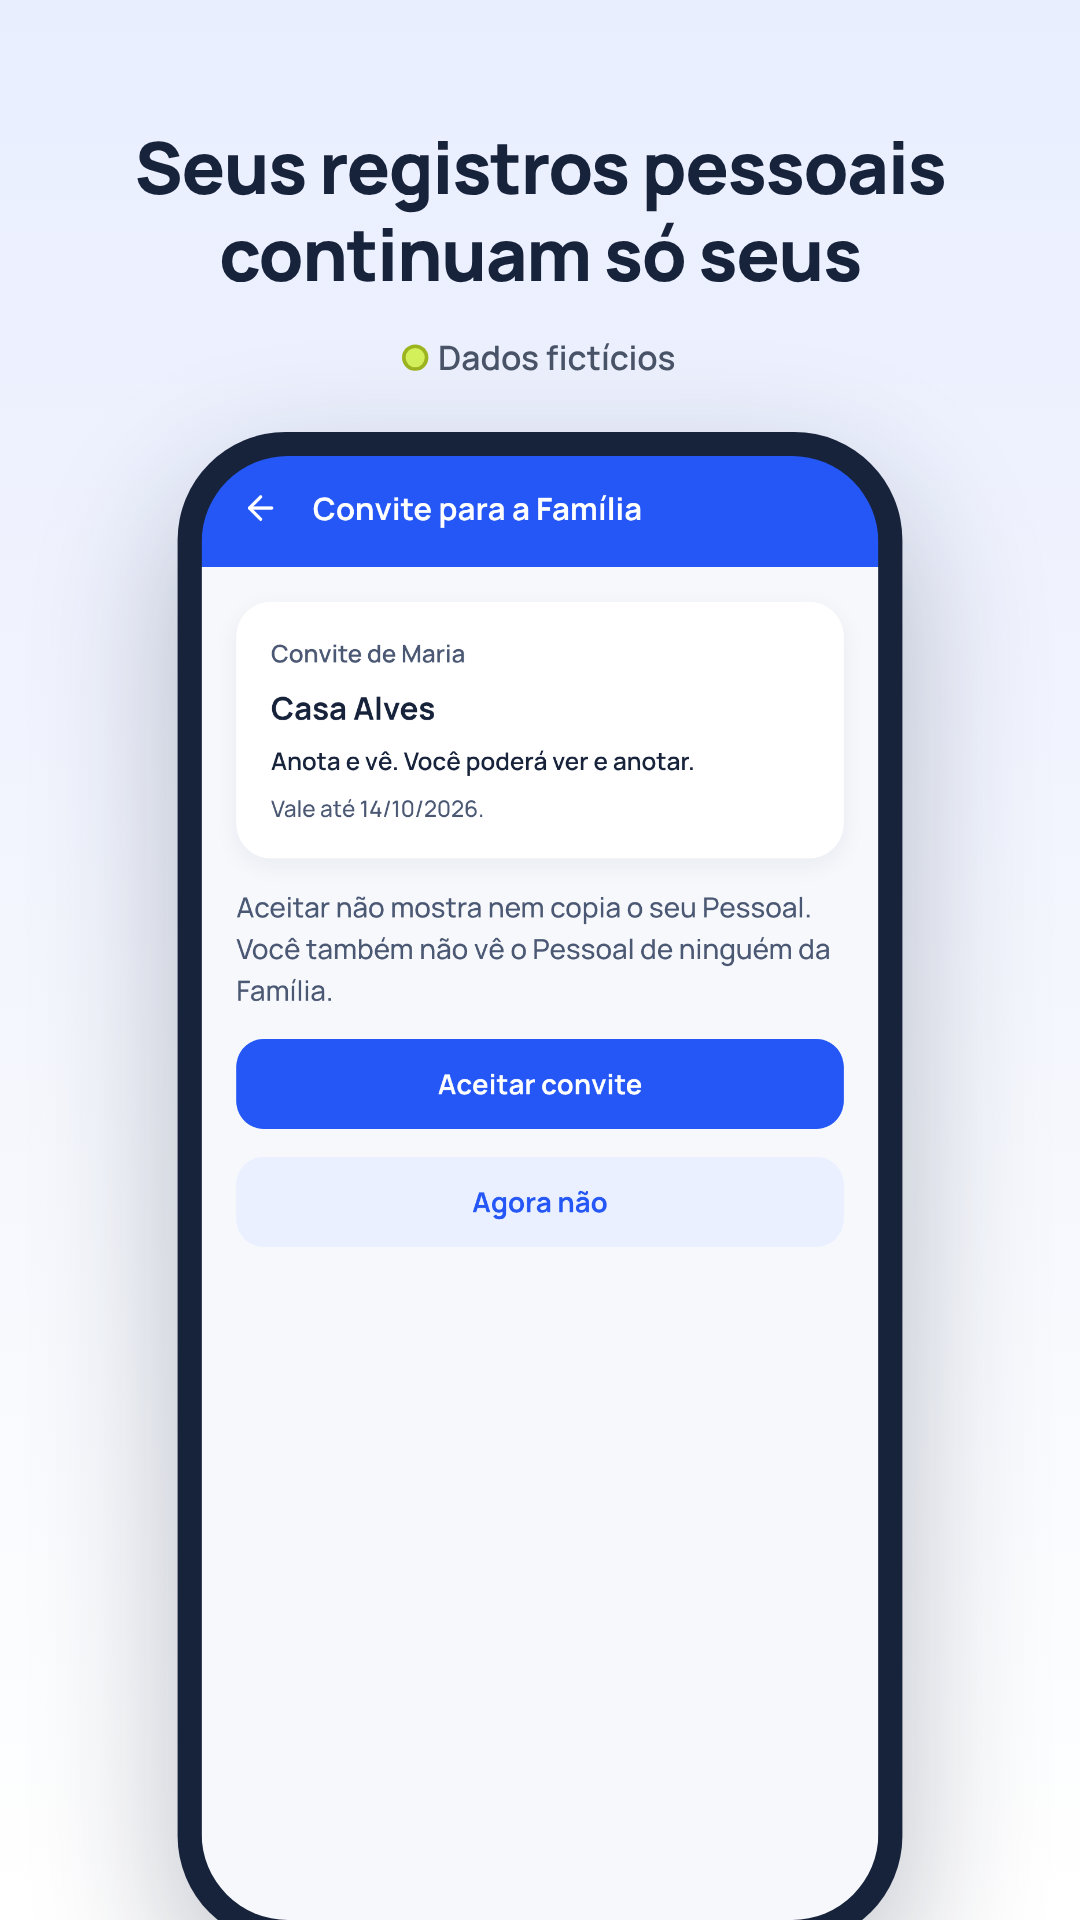 Seus registros pessoais
continuam só seus
Dados fictícios
Convite para a Família
Convite de Maria
Casa Alves
Anota e vê. Você poderá ver e anotar.
Vale até 14/10/2026.
Aceitar não mostra nem copia o seu Pessoal.
Você também não vê o Pessoal de ninguém da
Família.
Aceitar convite
Agora não